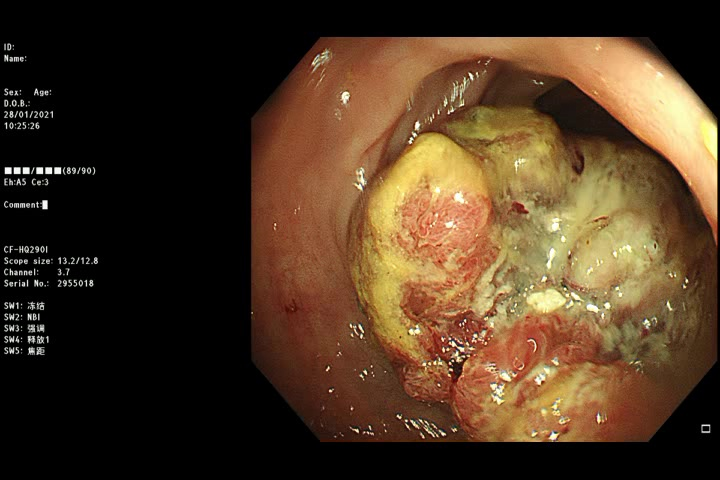 ID:
Name:
Sex: Age:
D.O.B.:
28/01/2021
10:25:26
■■■/■■■(89/90)
Eh:A5 Ce:3
Comment:
CF-HQ290I
Scope size: 13.2/12.8
Channel: 3.7
Serial No.: 2955018
SW1: 冻结
SW2: NBI
SW3: 强调
SW4: 释放1
SW5: 焦距